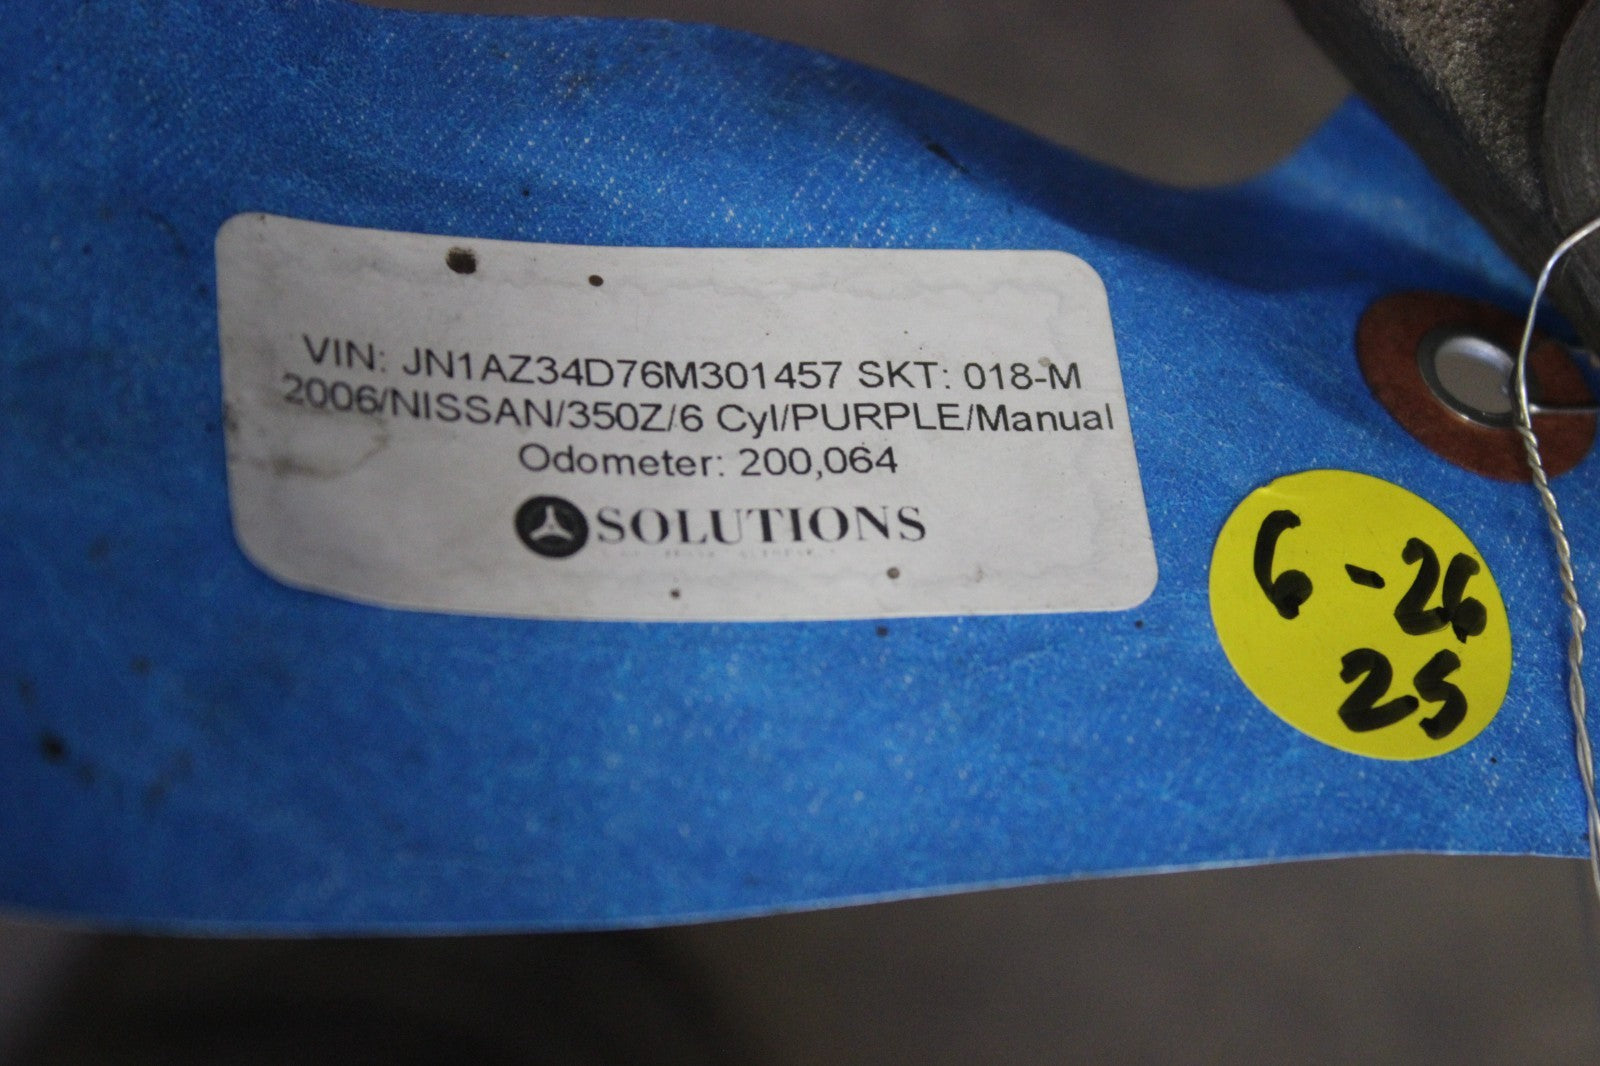 VIN: JN1AZ34D76M301457 SKT: 018-M
2006/NISSAN/350Z/6 Cyl/PURPLE/Manual
Odometer: 200,064
SOLUTIONS
6-26
25